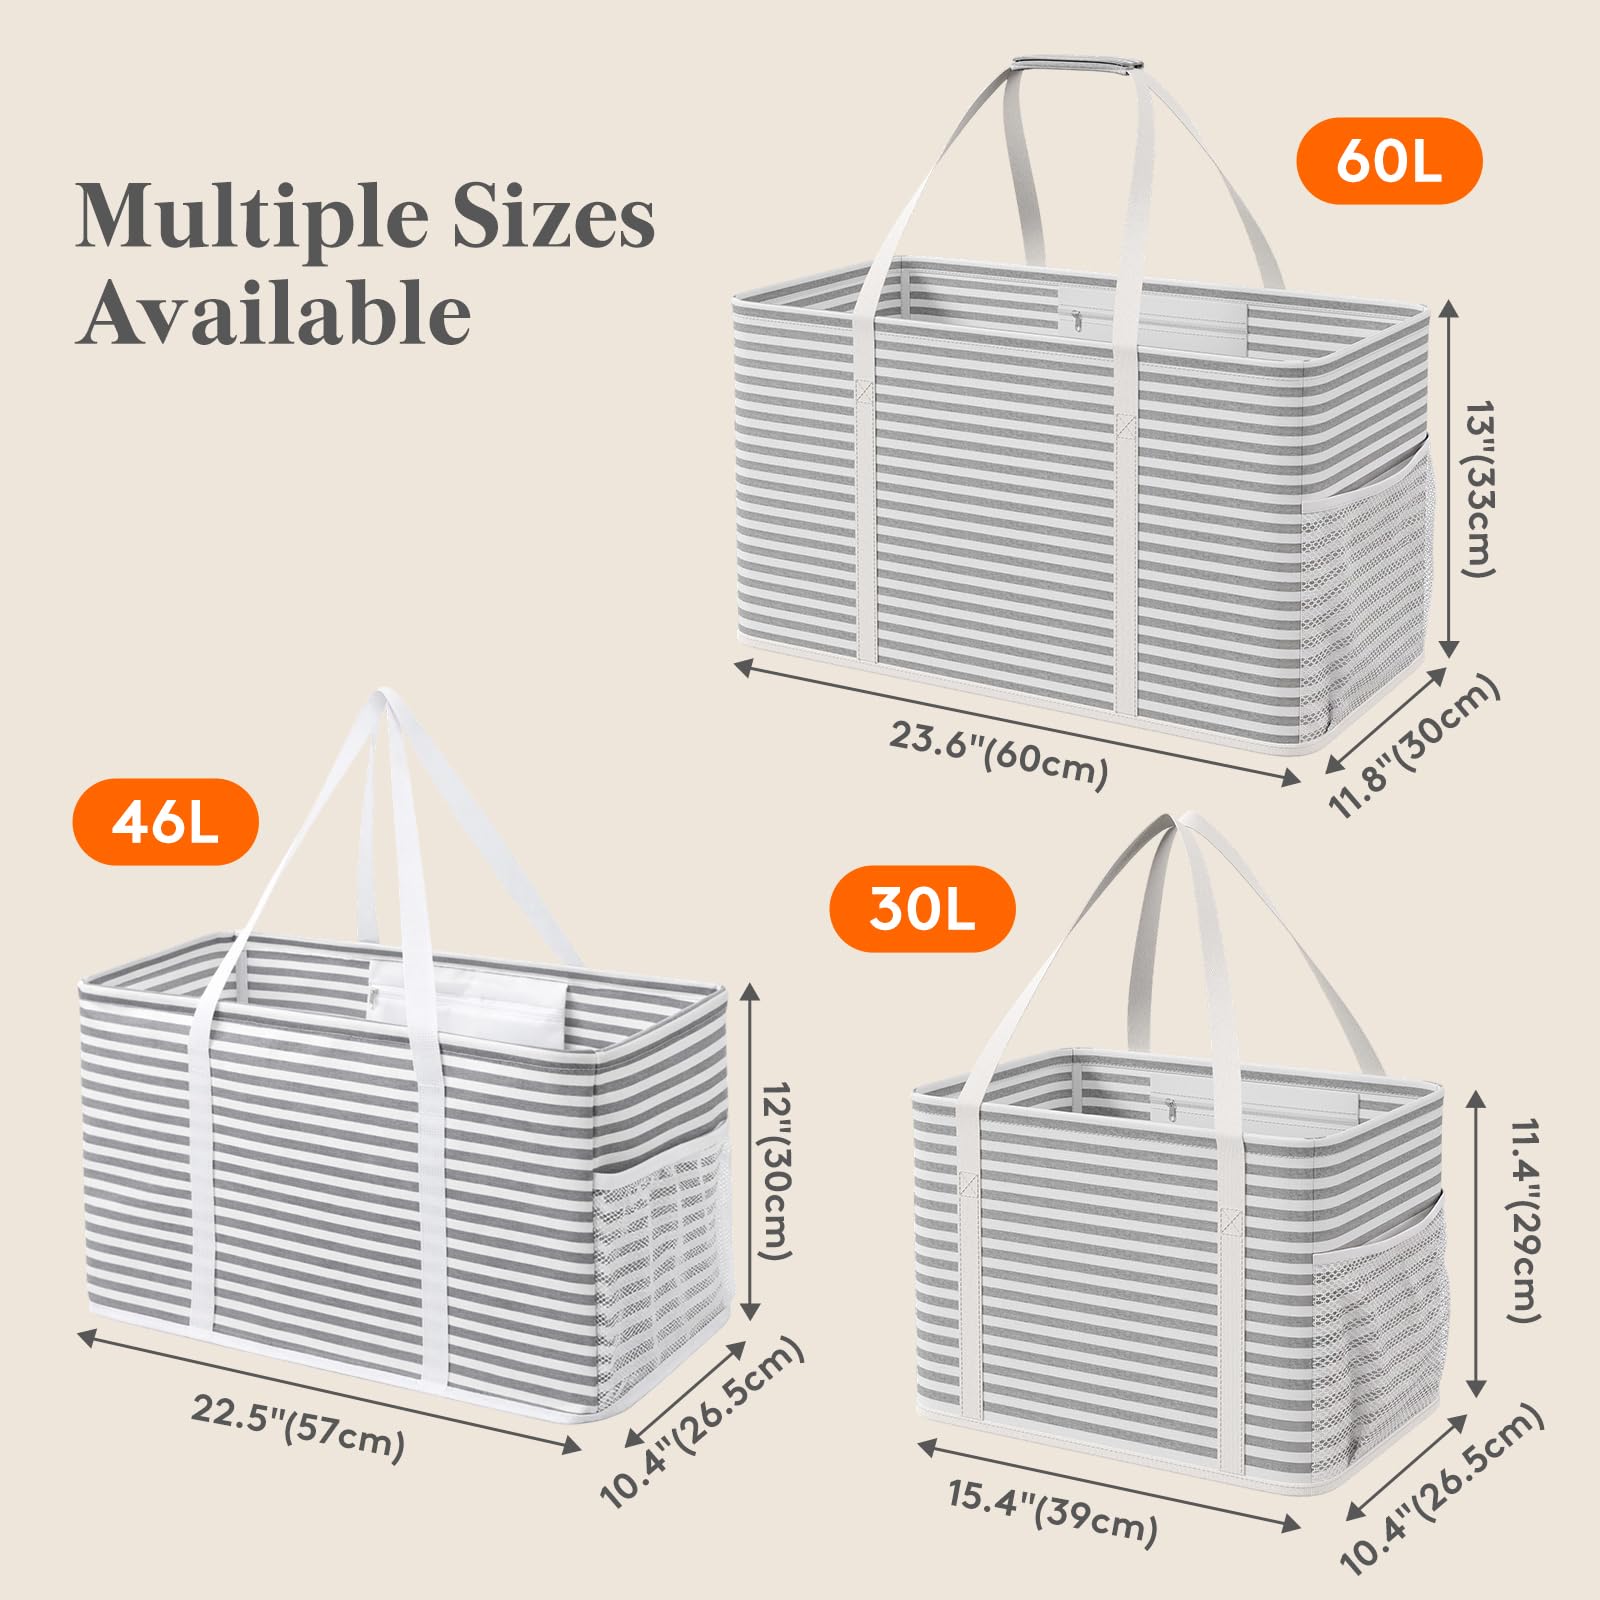 Multiple Sizes
Available
60L
13"(33cm)
23.6"(60cm)
11.8"(30cm)
46L
12"(30cm)
22.5"(57cm)
10.4"(26.5cm)
30L
11.4"(29cm)
15.4"(39cm)
10.4"(26.5cm)